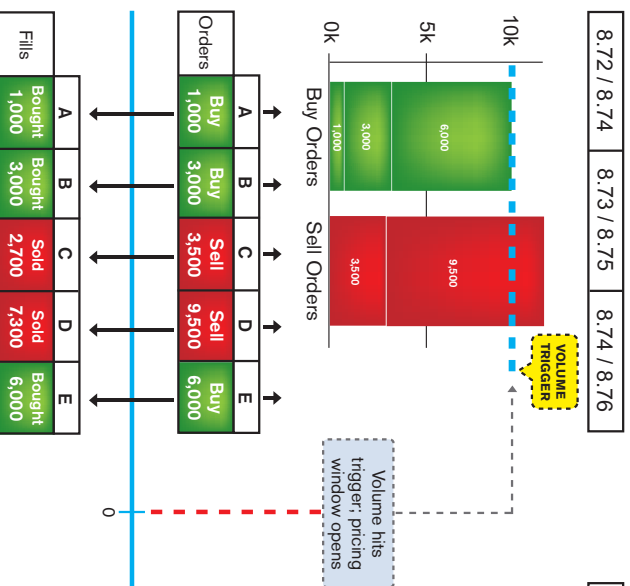 8.72 / 8.74
8.73 / 8.75
8.74 / 8.76
10k
5k
0k
VOLUME
TRIGGER
6,000
3,000
1,000
9,500
3,500
Buy Orders
Sell Orders
Volume hits
trigger; pricing
window opens
A
B
C
D
E
Orders
Buy
1,000
Buy
3,000
Sell
3,500
Sell
9,500
Buy
6,000
0
A
B
C
D
E
Fills
Bought
1,000
Bought
3,000
Sold
2,700
Sold
7,300
Bought
6,000